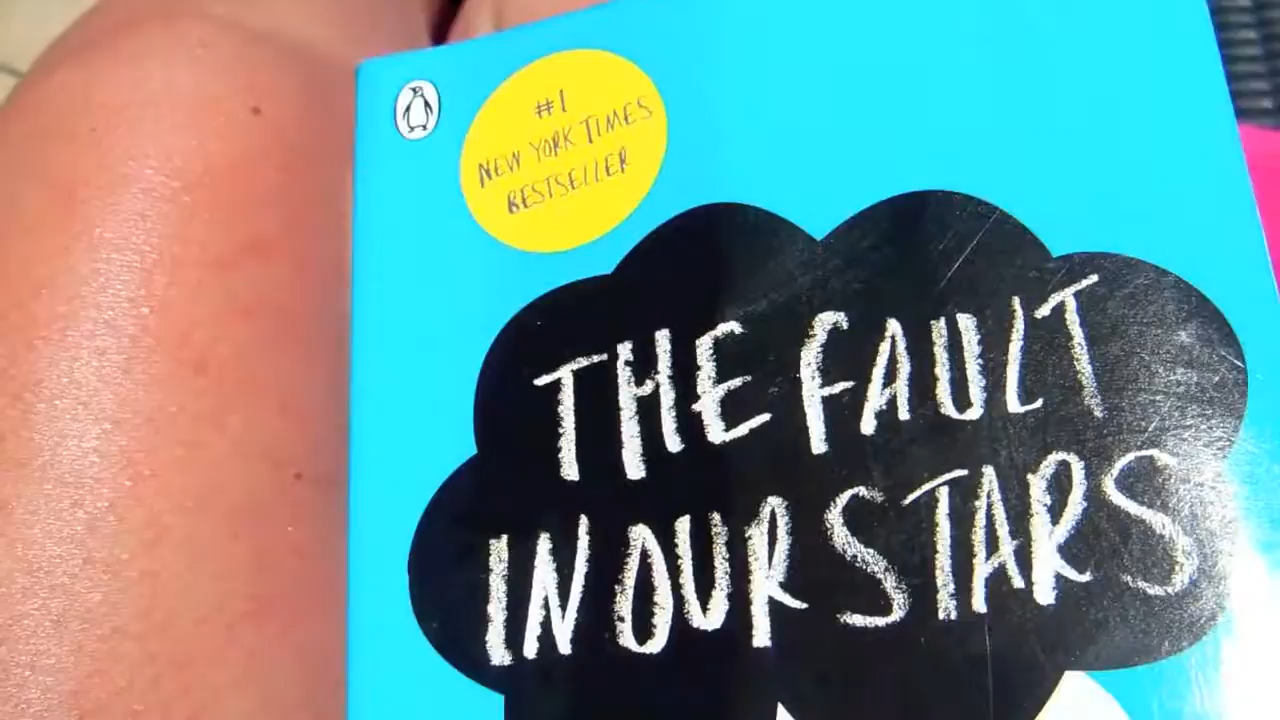 #1
NEW YORK TIMES
BESTSELLER
THE FAULT
IN OUR STARS